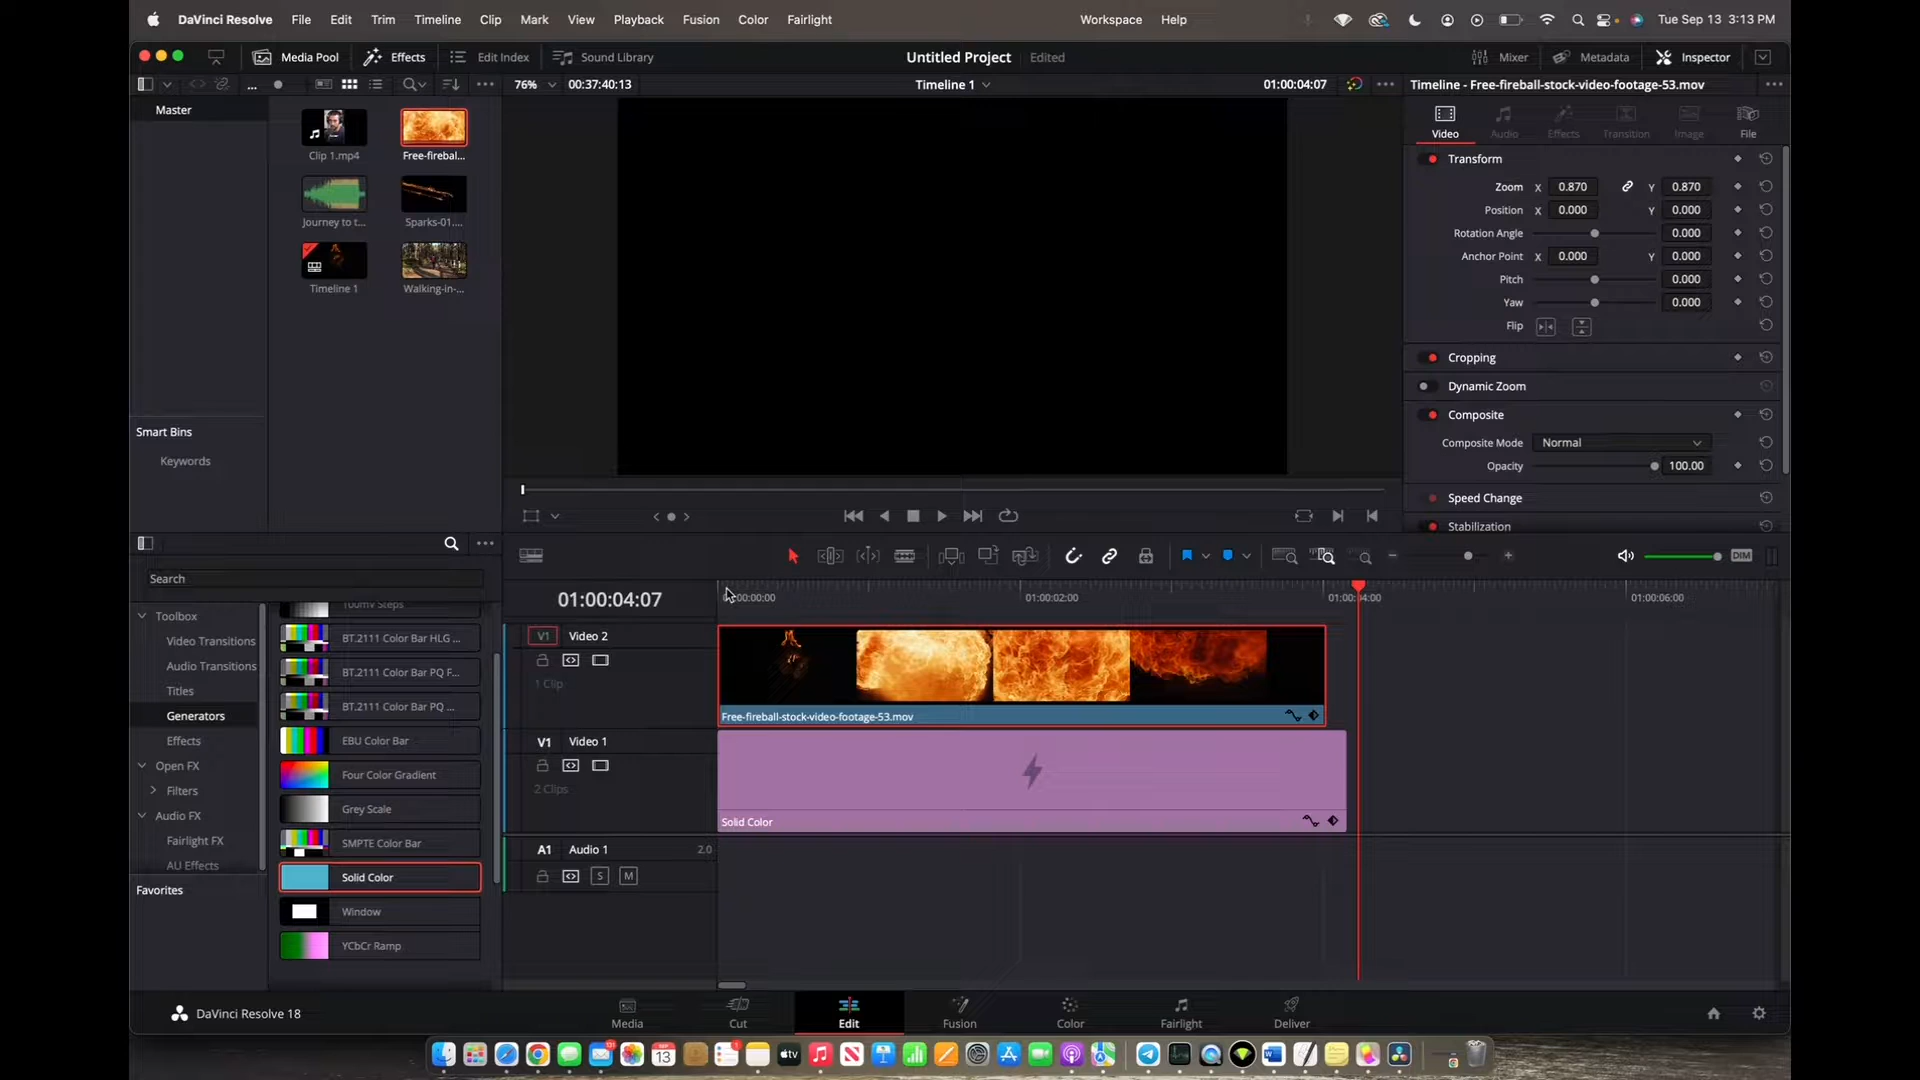 DaVinci Resolve File Edit Trim Timeline Clip Mark View Playback Fusion Color Fairlight Workspace Help Tue Sep 13 3:13 PM
Media Pool Effects Edit Index Sound Library Untitled Project Edited Mixer Metadata Inspector
... 76% 00:37:40:13 Timeline 1 01:00:04:07 Timeline - Free-fireball-stock-video-footage-53.mov
Master
Clip 1.mp4
Free-firebal...
Journey to t...
Sparks-01....
Timeline 1
Walking-in-...
Smart Bins
Keywords
Video Audio Effects Transition Image File
Transform
Zoom X 0.870 Y 0.870
Position X 0.000 Y 0.000
Rotation Angle 0.000
Anchor Point X 0.000 Y 0.000
Pitch 0.000
Yaw 0.000
Flip
Cropping
Dynamic Zoom
Composite
Composite Mode Normal
Opacity 100.00
Speed Change
Stabilization
Search
Toolbox
Video Transitions
Audio Transitions
Titles
Generators
Effects
Open FX
Filters
Audio FX
Fairlight FX
AU Effects
Favorites
100mV Steps
BT.2111 Color Bar HLG ...
BT.2111 Color Bar PQ F...
BT.2111 Color Bar PQ ...
EBU Color Bar
Four Color Gradient
Grey Scale
SMPTE Color Bar
Solid Color
Window
YCbCr Ramp
DIM
01:00:04:07
01:00:02:00
01:00:06:00
V1 Video 2
1 Clip
Free-fireball-stock-video-footage-53.mov
V1 Video 1
2 Clips
Solid Color
A1 Audio 1 2.0
S M
DaVinci Resolve 18
Media Cut Edit Fusion Color Fairlight Deliver
SEP
13
tv